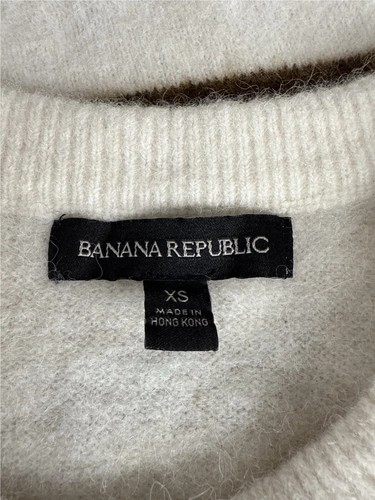 BANANA REPUBLIC
XS
MADE IN
HONG KONG